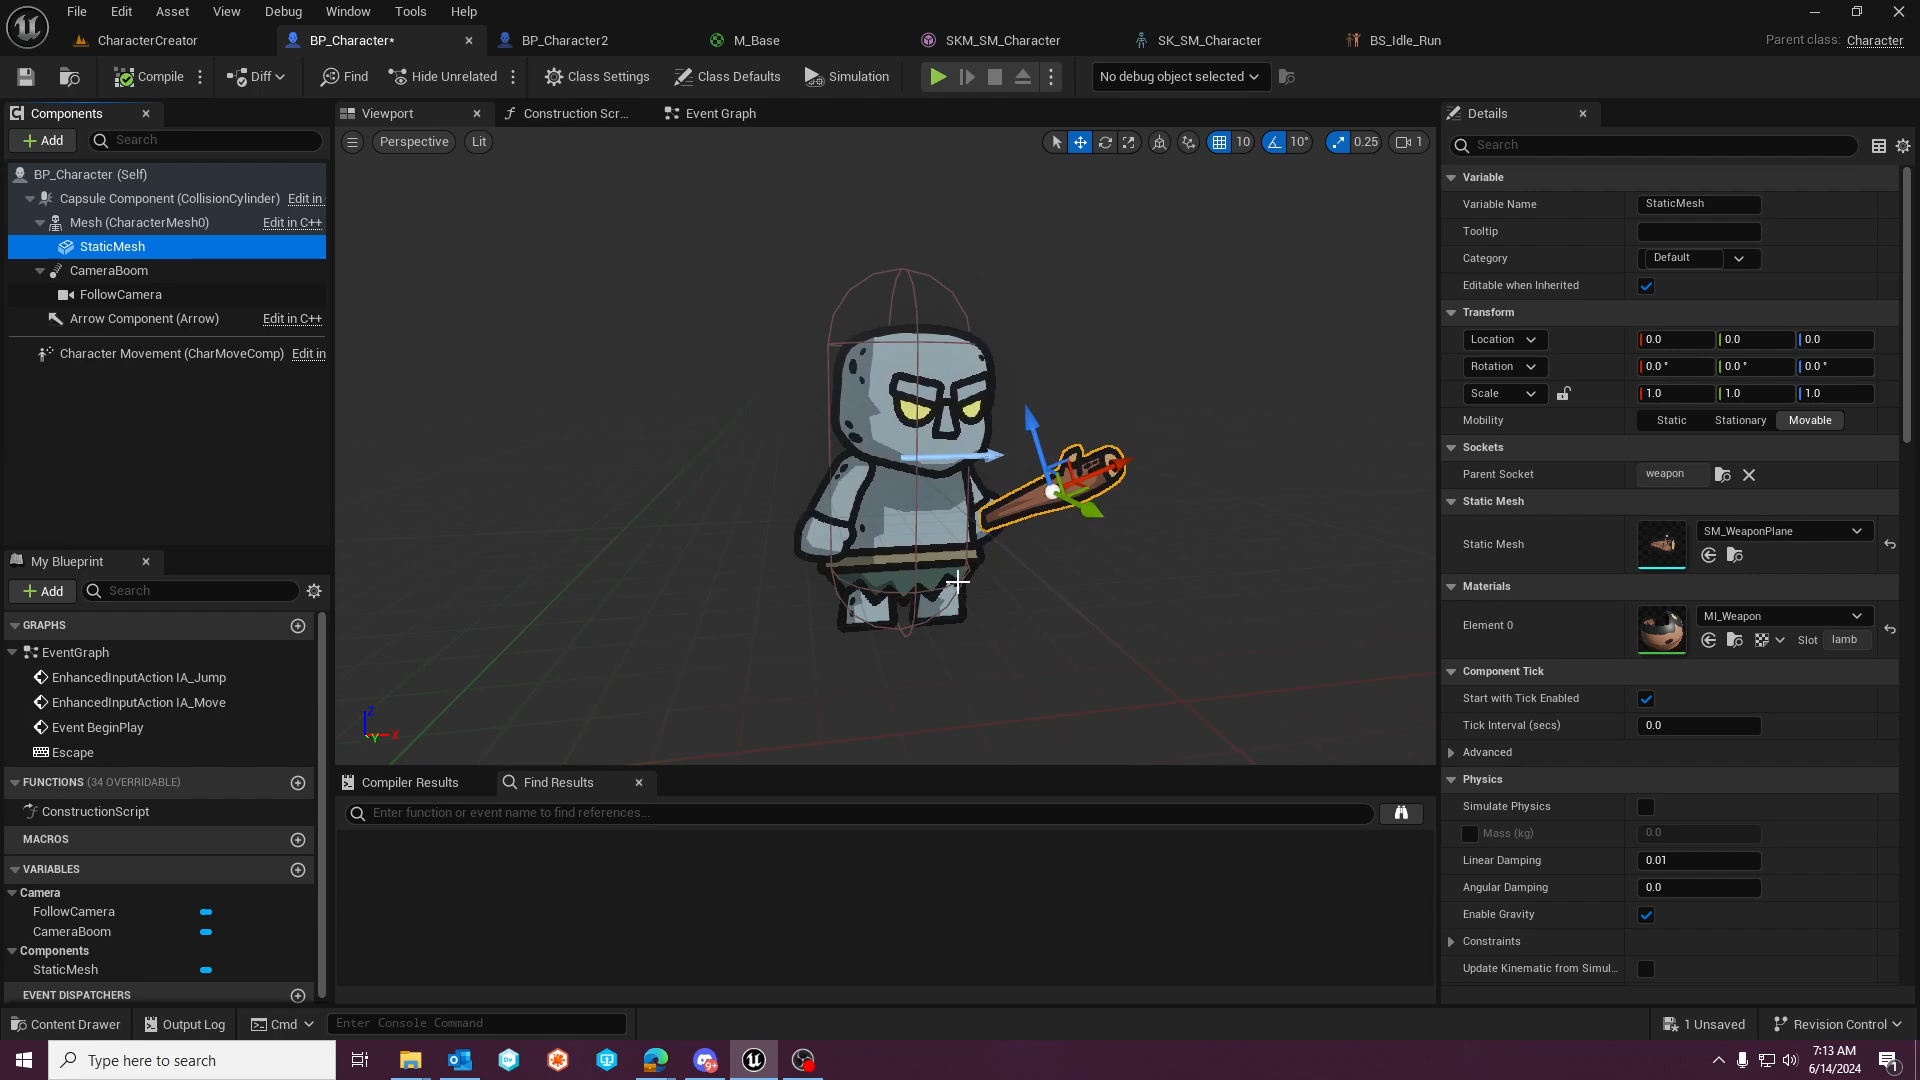 File Edit Asset View Debug Window Tools Help
CharacterCreator BP_Character* BP_Character2 M_Base SKM_SM_Character SK_SM_Character BS_Idle_Run Parent class: Character
Compile Diff Find Hide Unrelated Class Settings Class Defaults Simulation No debug object selected
Components
Add Search
BP_Character (Self)
Capsule Component (CollisionCylinder) Edit in
Mesh (CharacterMesh0) Edit in C++
StaticMesh
CameraBoom
FollowCamera
Arrow Component (Arrow) Edit in C++
Character Movement (CharMoveComp) Edit in
My Blueprint
Add Search
GRAPHS
EventGraph
EnhancedInputAction IA_Jump
EnhancedInputAction IA_Move
Event BeginPlay
Escape
FUNCTIONS (34 OVERRIDABLE)
ConstructionScript
MACROS
VARIABLES
Camera
FollowCamera
CameraBoom
Components
StaticMesh
EVENT DISPATCHERS
Viewport Construction Scr... Event Graph
Perspective Lit 10 10° 0.25 1
Z
X
Y
Compiler Results Find Results
Enter function or event name to find references...
Details
Search
Variable
Variable Name StaticMesh
Tooltip
Category Default
Editable when Inherited
Transform
Location 0.0 0.0 0.0
Rotation 0.0 ° 0.0 ° 0.0 °
Scale 1.0 1.0 1.0
Mobility Static Stationary Movable
Sockets
Parent Socket weapon
Static Mesh
Static Mesh SM_WeaponPlane
Materials
Element 0 MI_Weapon
Slot lamb
Component Tick
Start with Tick Enabled
Tick Interval (secs) 0.0
Advanced
Physics
Simulate Physics
Mass (kg) 0.0
Linear Damping 0.01
Angular Damping 0.0
Enable Gravity
Constraints
Update Kinematic from Simul...
Content Drawer Output Log Cmd Enter Console Command 1 Unsaved Revision Control
Type here to search 9+ 7:13 AM
6/14/2024 1